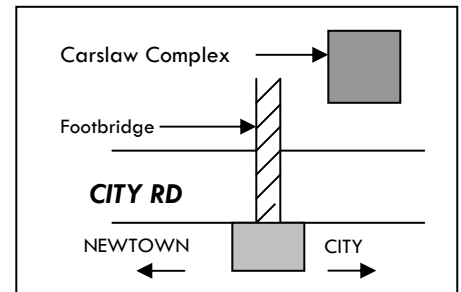 Carslaw Complex
Footbridge
CITY RD
NEWTOWN
CITY